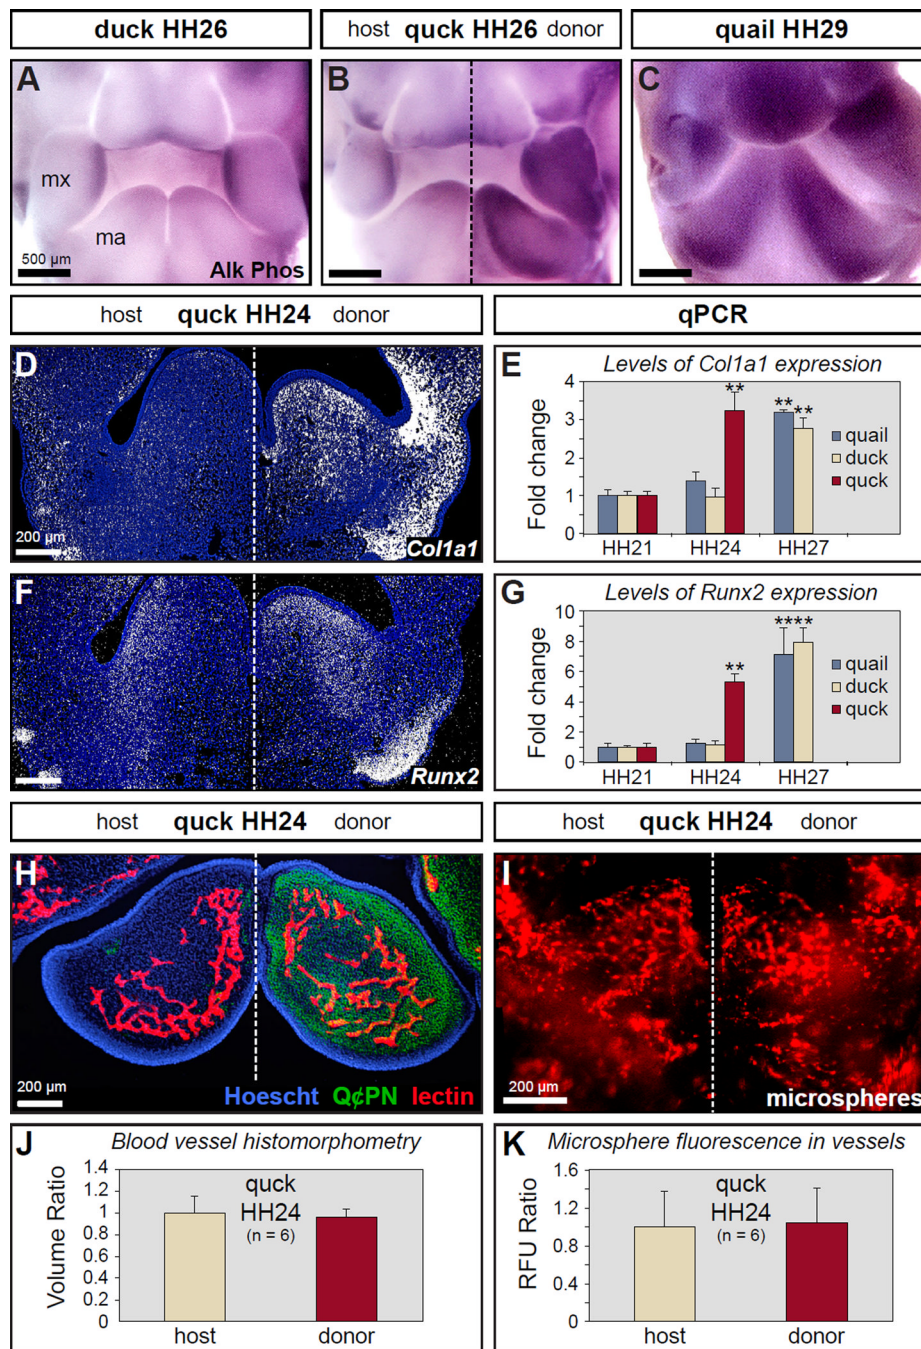 duck HH26
host quck HH26 donor
quail HH29
A
B
C
mx
ma
500 µm
Alk Phos
host quck HH24 donor
qPCR
D
200 µm
Col1a1
E
Levels of Col1a1 expression
Fold change
4
3
2
1
0
**
** **
quail
duck
quck
HH21 HH24 HH27
F
Runx2
G
Levels of Runx2 expression
Fold change
10
8
6
4
2
0
**
****
quail
duck
quck
HH21 HH24 HH27
host quck HH24 donor
host quck HH24 donor
H
200 µm
Hoescht Q¢PN lectin
I
200 µm
microspheres
J
Blood vessel histomorphometry
Volume Ratio
1.4
1.2
1
0.8
0.6
0.4
0.2
0
quck
HH24
(n = 6)
host donor
K
Microsphere fluorescence in vessels
RFU Ratio
1.6
1.2
0.8
0.4
0
quck
HH24
(n = 6)
host donor